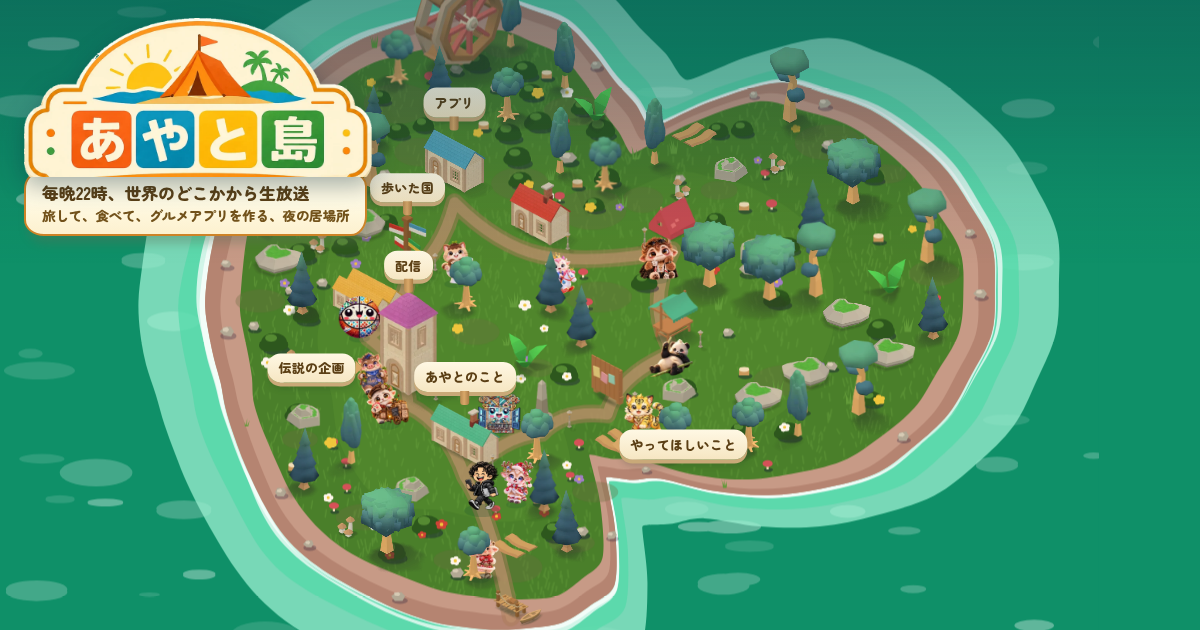 あやと島
毎晩22時、世界のどこかから生放送
旅して、食べて、グルメアプリを作る、夜の居場所
アプリ
歩いた国
配信
伝説の企画
あやとのこと
やってほしいこと